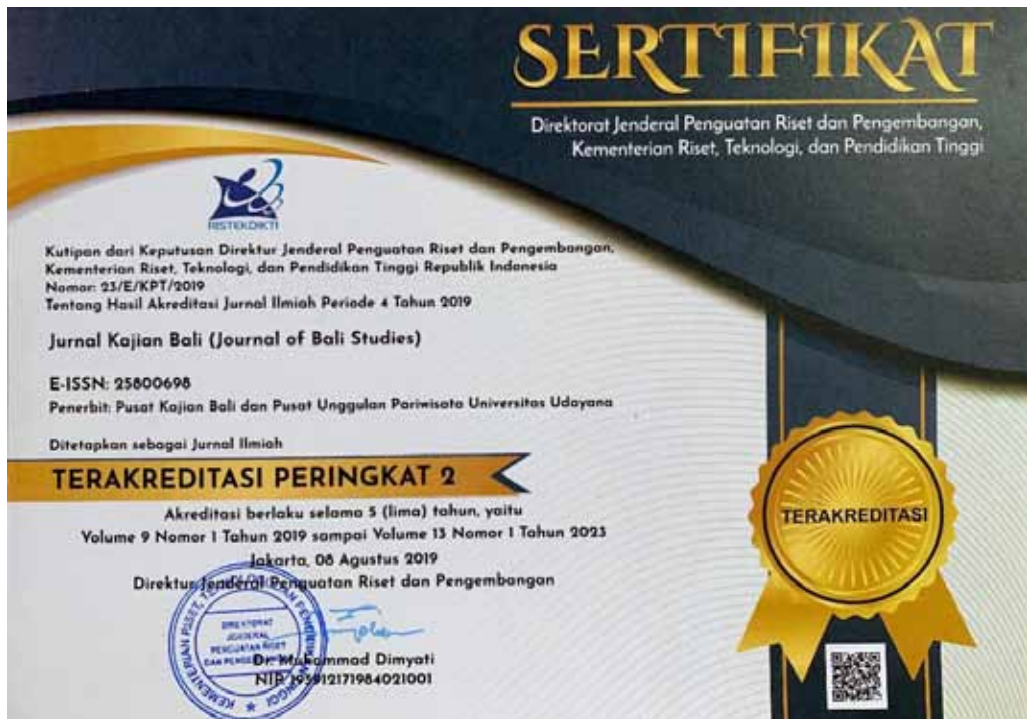 SERTIFIKAT
Direktorat Jenderal Penguatan Riset dan Pengembangan,
Kementerian Riset, Teknologi, dan Pendidikan Tinggi
RISTEKDIKTI
Kutipan dari Keputusan Direktur Jenderal Penguatan Riset dan Pengembangan,
Kementerian Riset, Teknologi, dan Pendidikan Tinggi Republik Indonesia
Nomor: 23/E/KPT/2019
Tentang Hasil Akreditasi Jurnal Ilmiah Periode 4 Tahun 2019
Jurnal Kajian Bali (Journal of Bali Studies)
E-ISSN: 25800698
Penerbit: Pusat Kajian Bali dan Pusat Unggulan Pariwisata Universitas Udayana
Ditetapkan sebagai Jurnal Ilmiah
TERAKREDITASI PERINGKAT 2
Akreditasi berlaku selama 5 (lima) tahun, yaitu
Volume 9 Nomor 1 Tahun 2019 sampai Volume 13 Nomor 1 Tahun 2023
Jakarta, 08 Agustus 2019
Direktur Jenderal Penguatan Riset dan Pengembangan
DIREKTORAT
JENDERAL
PENGUATAN RISET
Dr. Muhammad Dimyati
NIP 195912171984021001
TERAKREDITASI